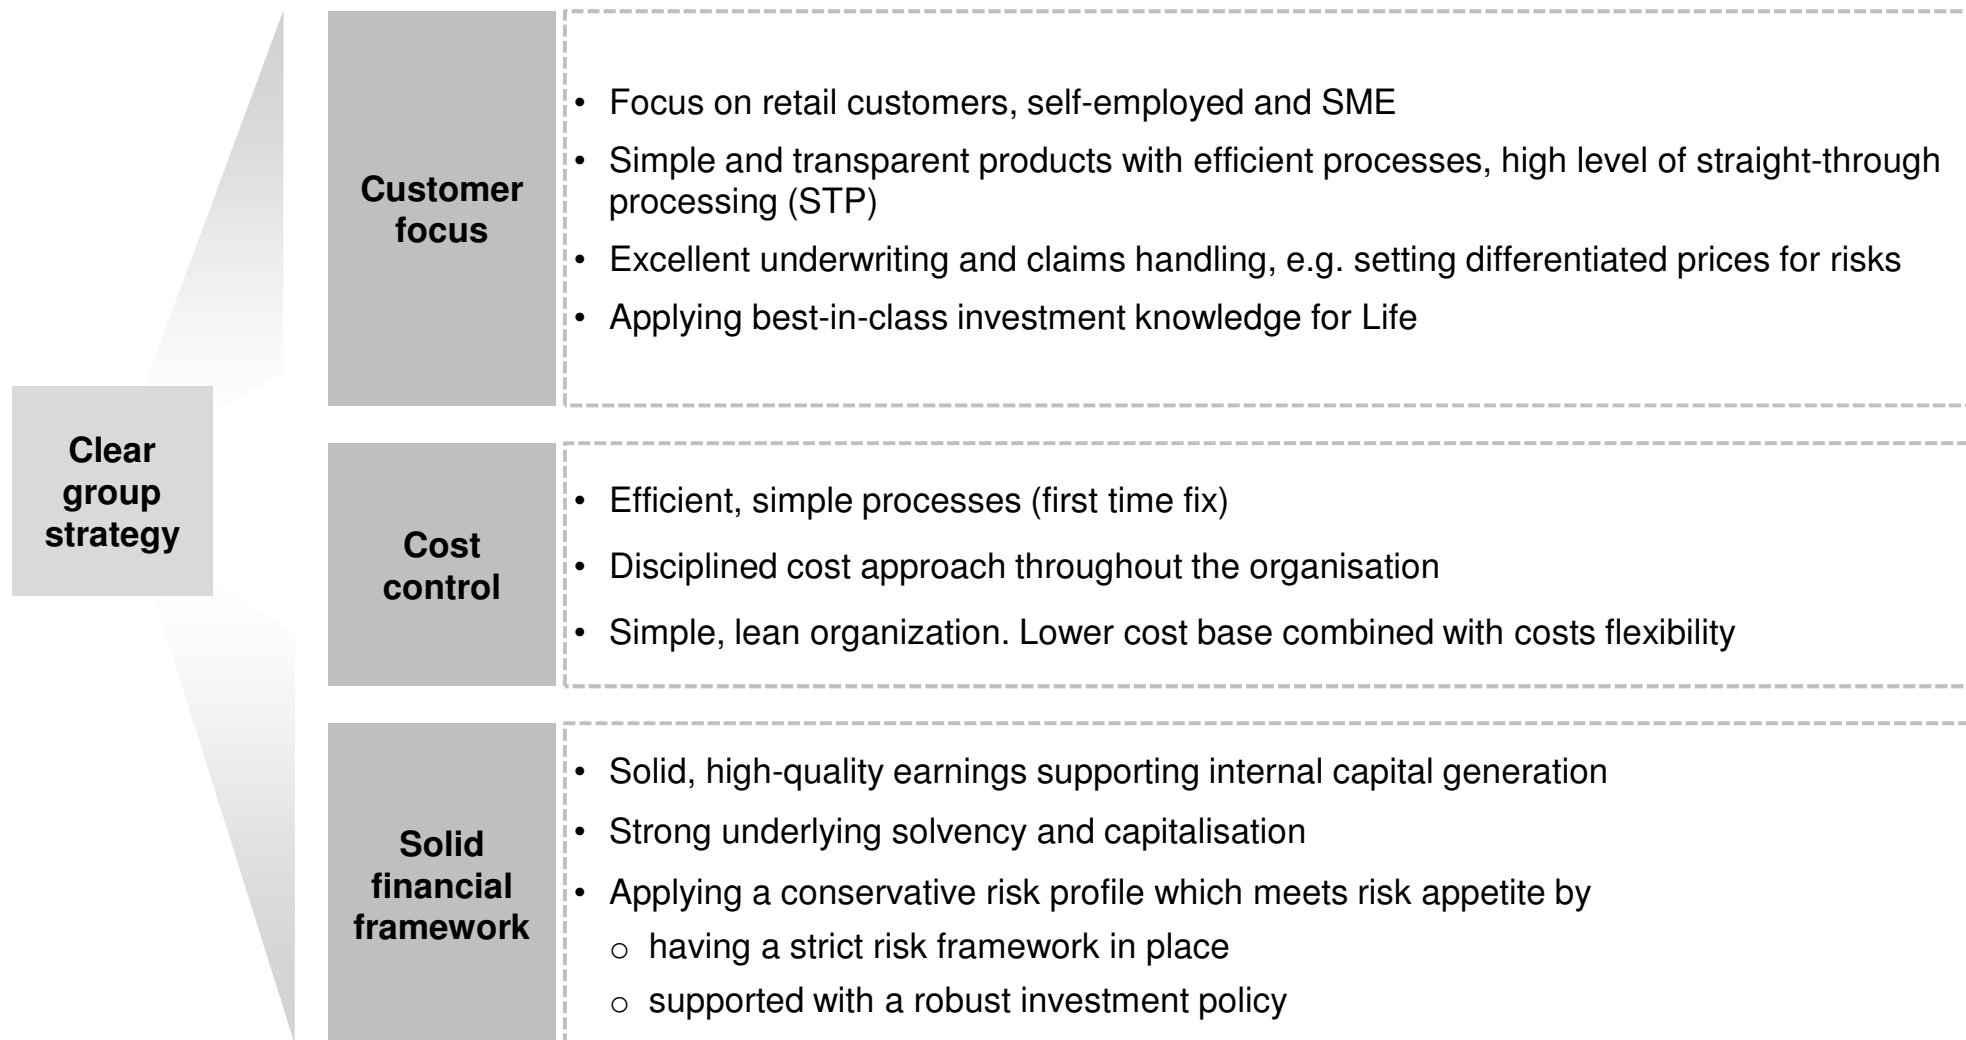 Clear
group
strategy
Customer
focus
• Focus on retail customers, self-employed and SME
• Simple and transparent products with efficient processes, high level of straight-through
processing (STP)
• Excellent underwriting and claims handling, e.g. setting differentiated prices for risks
• Applying best-in-class investment knowledge for Life
Cost
control
• Efficient, simple processes (first time fix)
• Disciplined cost approach throughout the organisation
• Simple, lean organization. Lower cost base combined with costs flexibility
Solid
financial
framework
• Solid, high-quality earnings supporting internal capital generation
• Strong underlying solvency and capitalisation
• Applying a conservative risk profile which meets risk appetite by
o having a strict risk framework in place
o supported with a robust investment policy